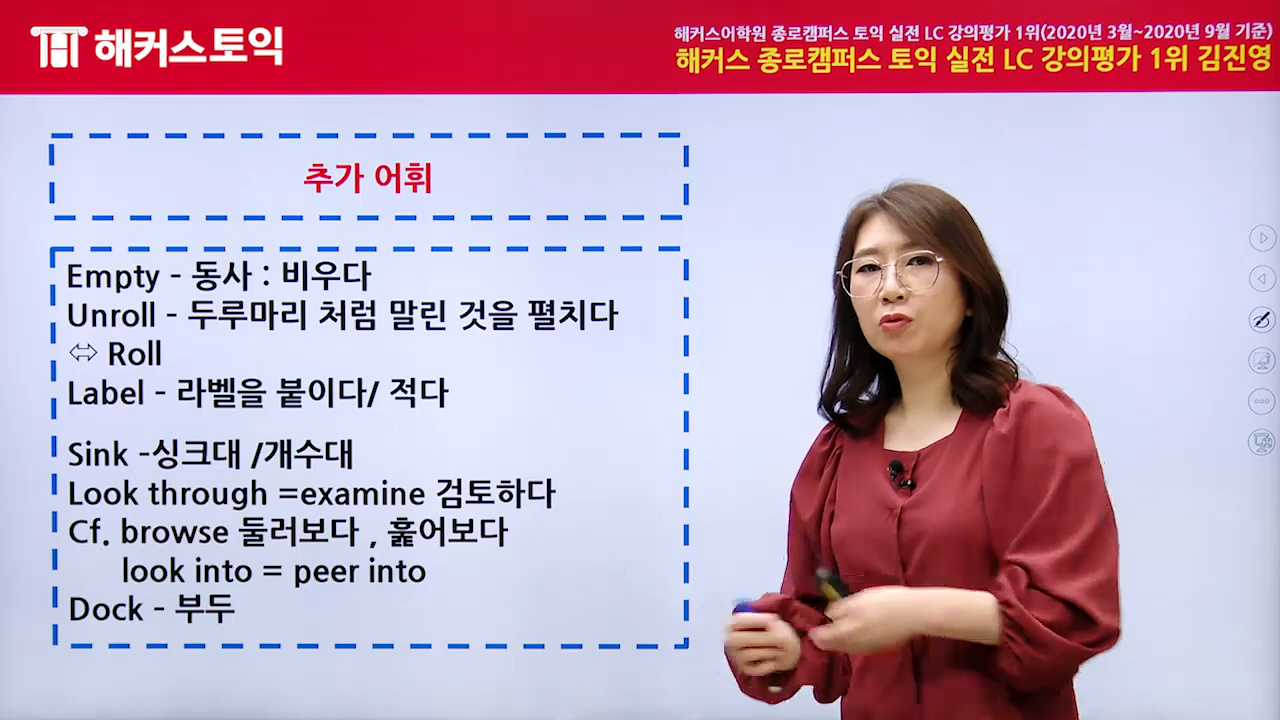 해커스토익
해커스어학원 종로캠퍼스 토익 실전 LC 강의평가 1위(2020년 3월~2020년 9월 기준)
해커스 종로캠퍼스 토익 실전 LC 강의평가 1위 김진영
추가 어휘
Empty - 동사 : 비우다
Unroll - 두루마리 처럼 말린 것을 펼치다
⇔ Roll
Label - 라벨을 붙이다/ 적다
Sink -싱크대 /개수대
Look through =examine 검토하다
Cf. browse 둘러보다 , 훑어보다
look into = peer into
Dock - 부두